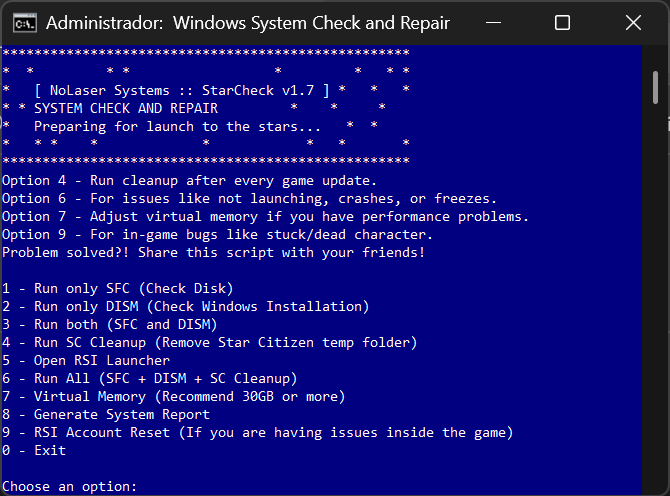 Administrador:  Windows System Check and Repair
***************************************************
*  *         * *                  *         *   * *
*   [ NoLaser Systems :: StarCheck v1.7 ] *   *   *
* * SYSTEM CHECK AND REPAIR         *    *     *
*   Preparing for launch to the stars...   *  *
*   * *    *             *            *   *       *
***************************************************
Option 4 - Run cleanup after every game update.
Option 6 - For issues like not launching, crashes, or freezes.
Option 7 - Adjust virtual memory if you have performance problems.
Option 9 - For in-game bugs like stuck/dead character.
Problem solved?! Share this script with your friends!

1 - Run only SFC (Check Disk)
2 - Run only DISM (Check Windows Installation)
3 - Run both (SFC and DISM)
4 - Run SC Cleanup (Remove Star Citizen temp folder)
5 - Open RSI Launcher
6 - Run All (SFC + DISM + SC Cleanup)
7 - Virtual Memory (Recommend 30GB or more)
8 - Generate System Report
9 - RSI Account Reset (If you are having issues inside the game)
0 - Exit

Choose an option: